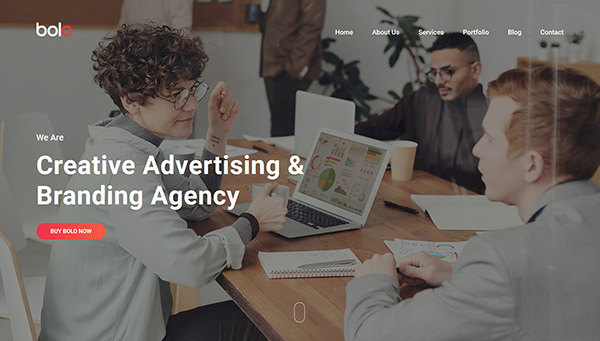 bolo
Home About Us Services Portfolio Blog Contact
We Are
Creative Advertising &
Branding Agency
BUY BOLO NOW